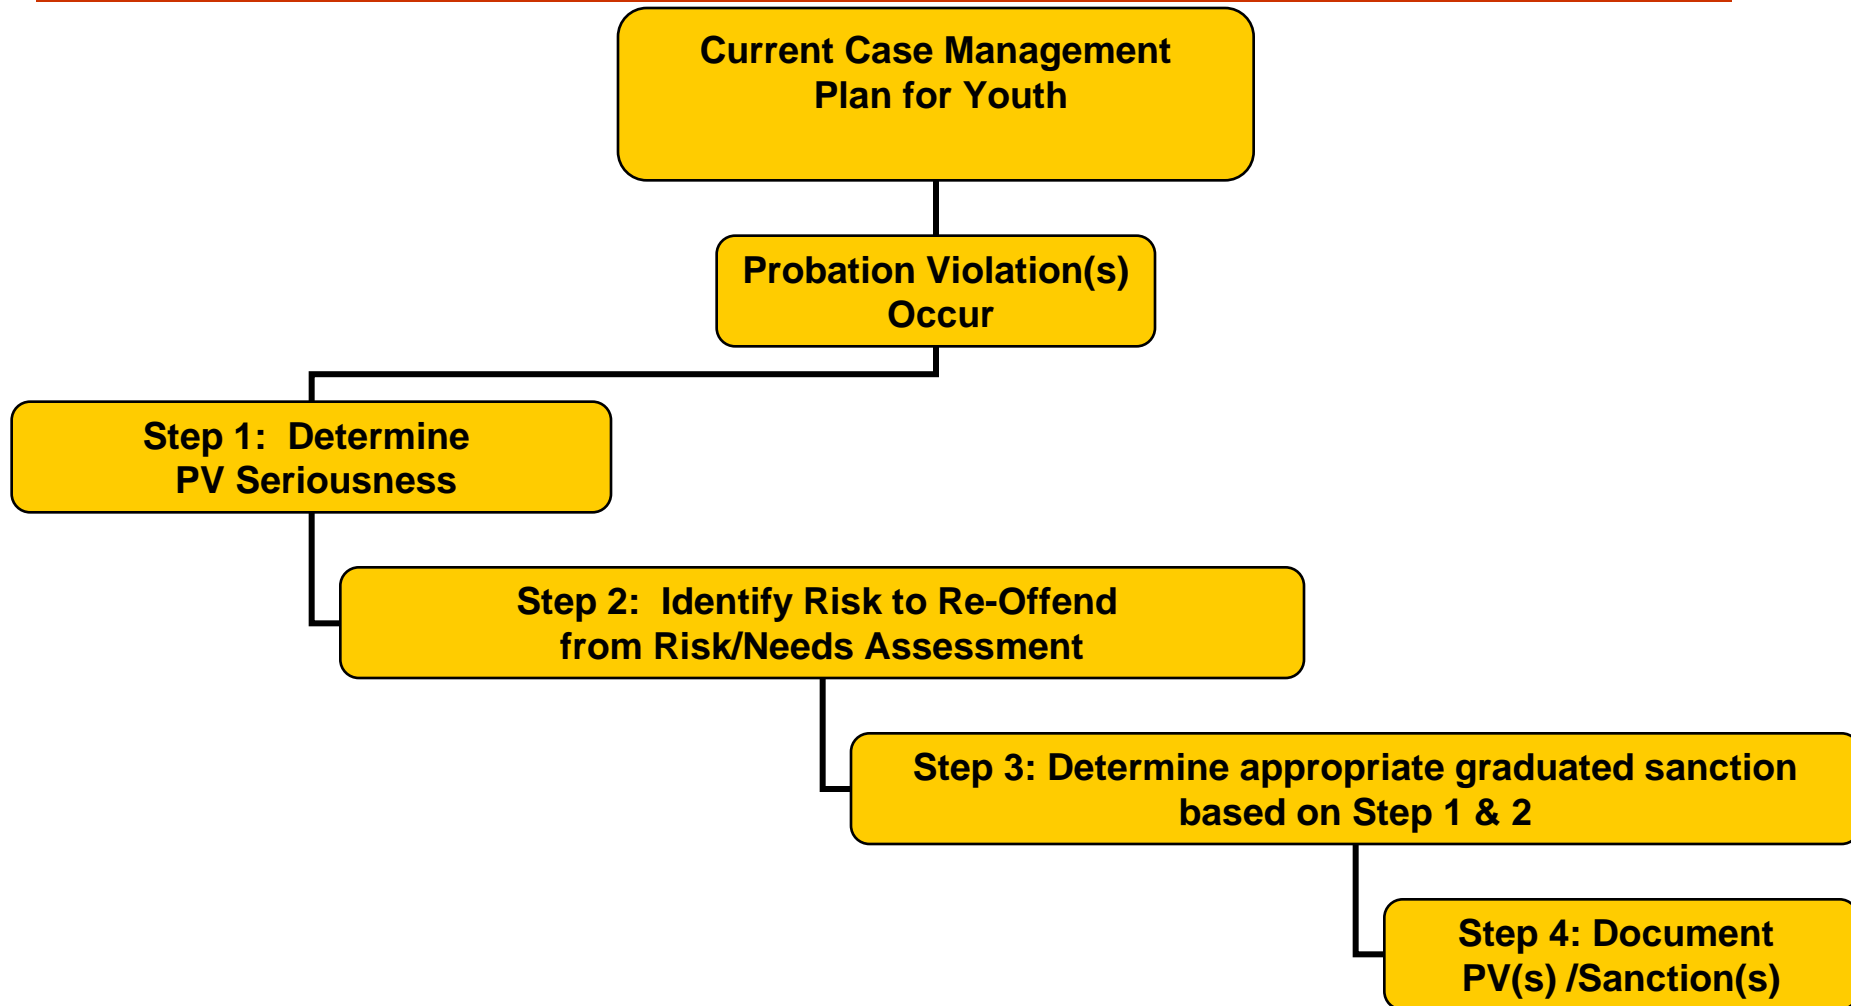 Current Case Management
Plan for Youth
Probation Violation(s)
Occur
Step 1:  Determine
PV Seriousness
Step 2:  Identify Risk to Re-Offend
from Risk/Needs Assessment
Step 3: Determine appropriate graduated sanction
based on Step 1 & 2
Step 4: Document
PV(s) /Sanction(s)